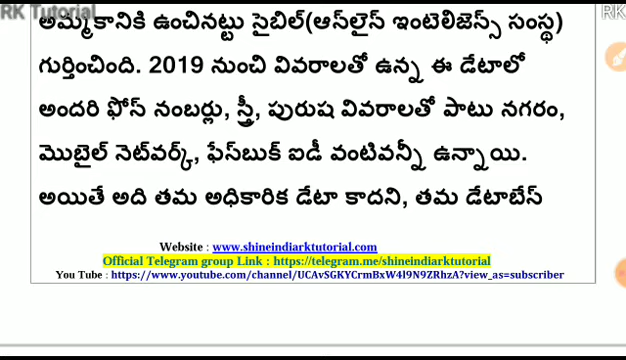 RK Tutorial
RK
అమ్మకానికి ఉంచినట్టు సైబిల్(ఆన్‌లైన్ ఇంటెలిజెన్స్ సంస్థ)
గుర్తించింది. 2019 నుంచి వివరాలతో ఉన్న ఈ డేటాలో
అందరి ఫోన్ నంబర్లు, స్త్రీ, పురుష వివరాలతో పాటు నగరం,
మొబైల్ నెట్‌వర్క్, ఫేస్‌బుక్ ఐడీ వంటివన్నీ ఉన్నాయి.
అయితే అది తమ అధికారిక డేటా కాదని, తమ డేటాబేస్
Website : www.shineindiarktutorial.com
Official Telegram group Link : https://telegram.me/shineindiarktutorial
You Tube : https://www.youtube.com/channel/UCAvSGKYCrmBxW4I9N9ZRhzA?view_as=subscriber